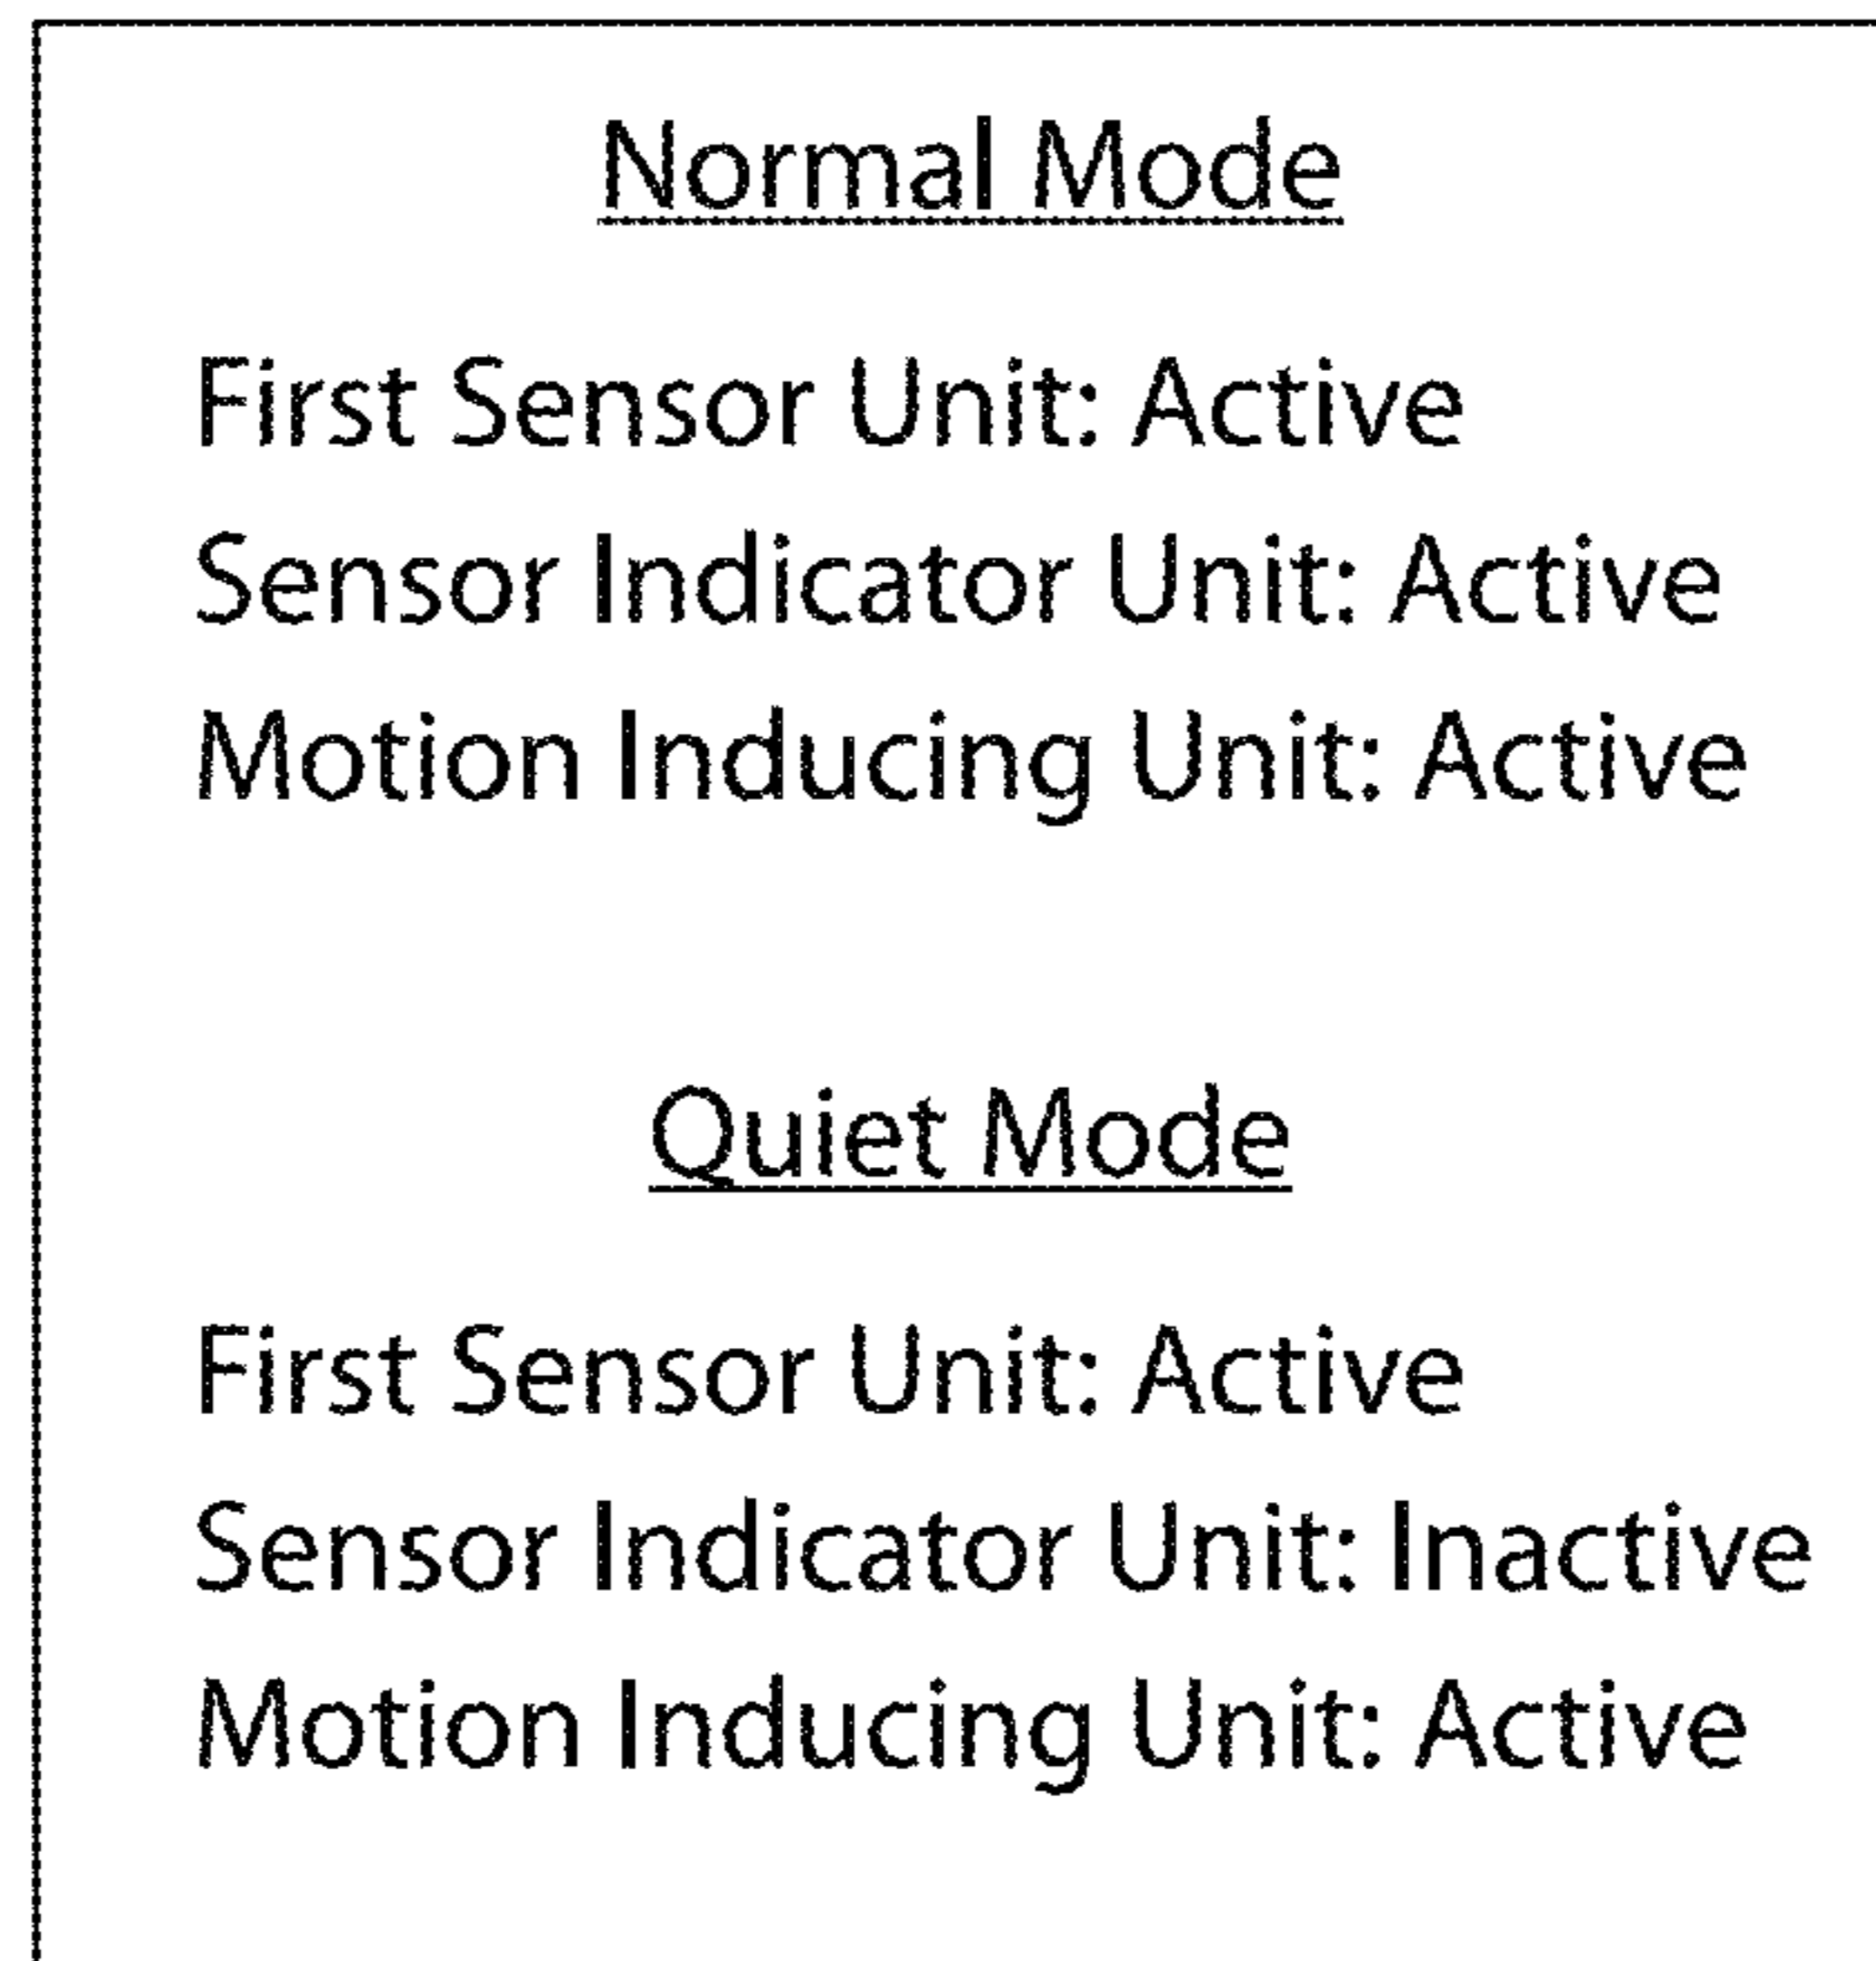 Normal Mode
First Sensor Unit: Active
Sensor Indicator Unit: Active
Motion Inducing Unit: Active
Quiet Mode
First Sensor Unit: Active
Sensor Indicator Unit: Inactive
Motion Inducing Unit: Active